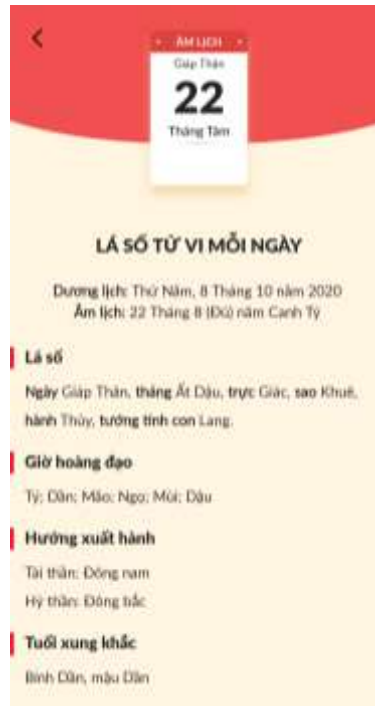 ÂM LỊCH
Giáp Thân
22
Tháng Tám
LÁ SỐ TỬ VI MỖI NGÀY
Dương lịch: Thứ Năm, 8 Tháng 10 năm 2020
Âm lịch: 22 Tháng 8 (Đủ) năm Canh Tý
Lá số
Ngày Giáp Thân, tháng Ất Dậu, trực Giác, sao Khuê,
hành Thủy, tướng tinh con Lang.
Giờ hoàng đạo
Tý; Dần; Mão; Ngọ; Mùi; Dậu
Hướng xuất hành
Tài thần: Đông nam
Hỷ thần: Đông bắc
Tuổi xung khắc
Bính Dần, mậu Dần